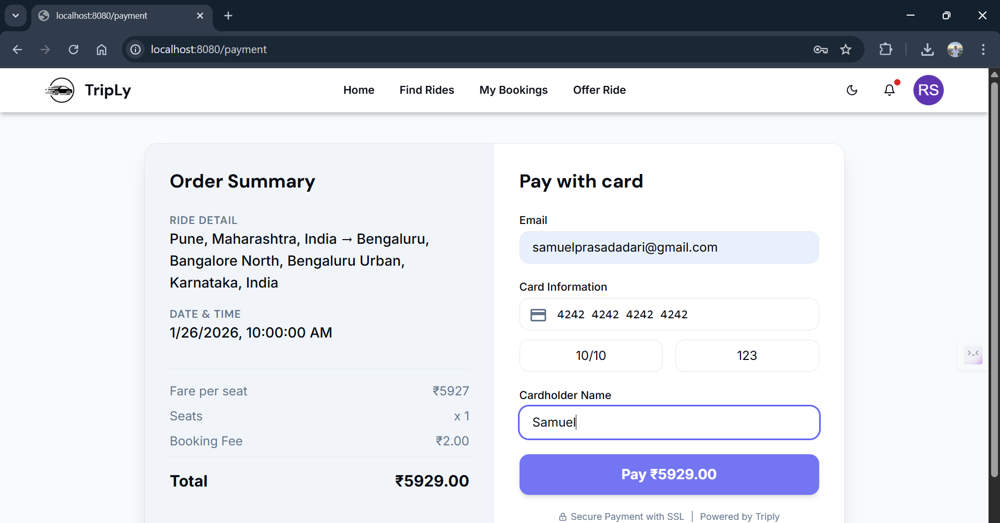 localhost:8080/payment
localhost:8080/payment
TripLy
Home
Find Rides
My Bookings
Offer Ride
RS
Order Summary
RIDE DETAIL
Pune, Maharashtra, India → Bengaluru,
Bangalore North, Bengaluru Urban,
Karnataka, India
DATE & TIME
1/26/2026, 10:00:00 AM
Fare per seat ₹5927
Seats x 1
Booking Fee ₹2.00
Total ₹5929.00
Pay with card
Email
samuelprasadadari@gmail.com
Card Information
4242 4242 4242 4242
10/10 123
Cardholder Name
Samuel
Pay ₹5929.00
Secure Payment with SSL | Powered by Triply